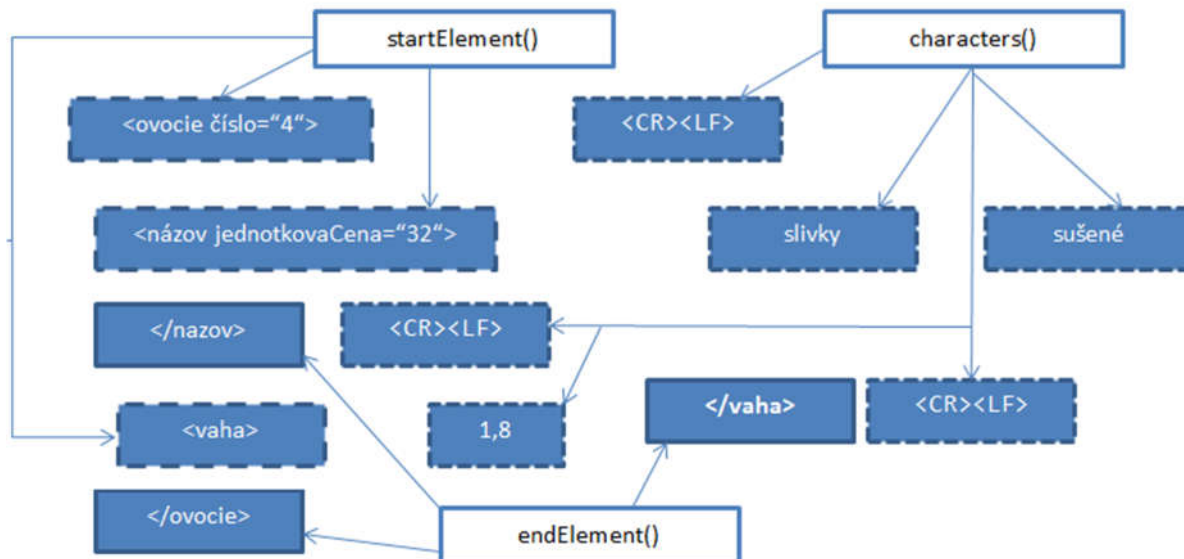 startElement()
characters()
<ovocie číslo=“4“>
<CR><LF>
<názov jednotkovaCena=“32“>
slivky
sušené
</nazov>
<CR><LF>
<vaha>
1,8
</vaha>
<CR><LF>
</ovocie>
endElement()